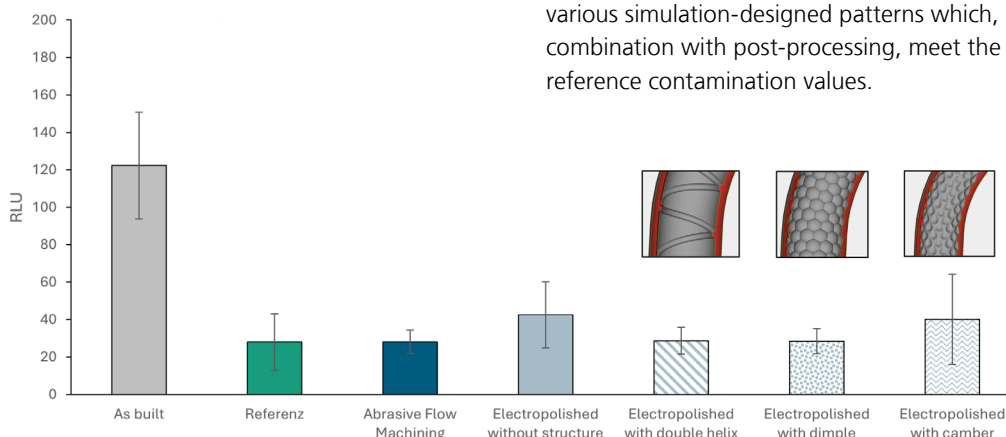 various simulation-designed patterns which,
combination with post-processing, meet the
reference contamination values.
200
180
160
140
120
100
80
60
40
20
0
RLU
As built
Referenz
Abrasive Flow
Machining
Electropolished
without structure
Electropolished
with double helix
Electropolished
with dimple
Electropolished
with camber